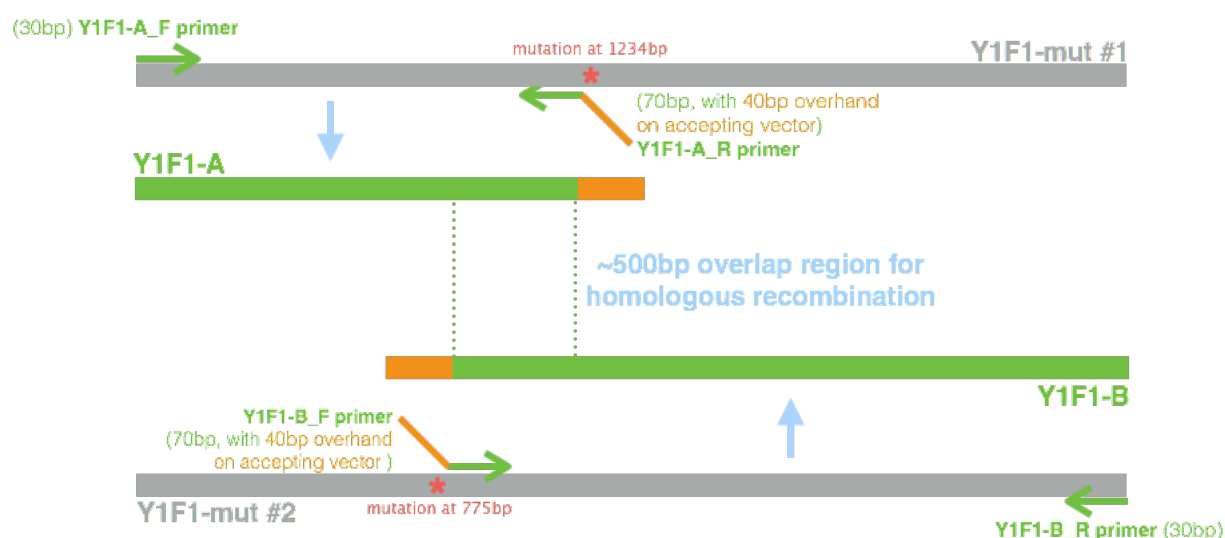 (30bp) Y1F1-A_F primer
mutation at 1234bp
Y1F1-mut #1
*
(70bp, with 40bp overhand
on accepting vector)
Y1F1-A_R primer
Y1F1-A
~500bp overlap region for
homologous recombination
Y1F1-B
Y1F1-B_F primer
(70bp, with 40bp overhand
on accepting vector )
*
Y1F1-mut #2
mutation at 775bp
Y1F1-B_R primer (30bp)